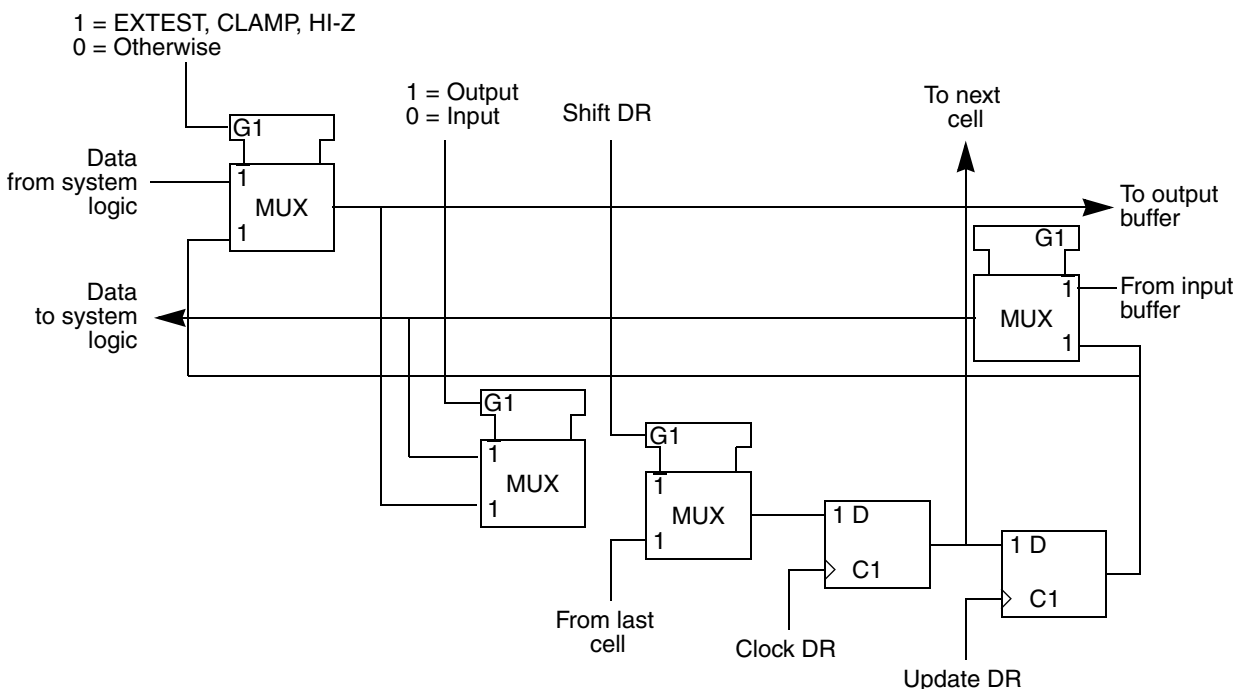 1 = EXTEST, CLAMP, HI-Z
0 = Otherwise
1 = Output
0 = Input
Shift DR
To next
cell
G1
Data
from system
logic
1
MUX
1
To output
buffer
G1
From input
buffer
1
MUX
1
Data
to system
logic
G1
1
MUX
1
G1
1
MUX
1
1 D
C1
1 D
C1
From last
cell
Clock DR
Update DR